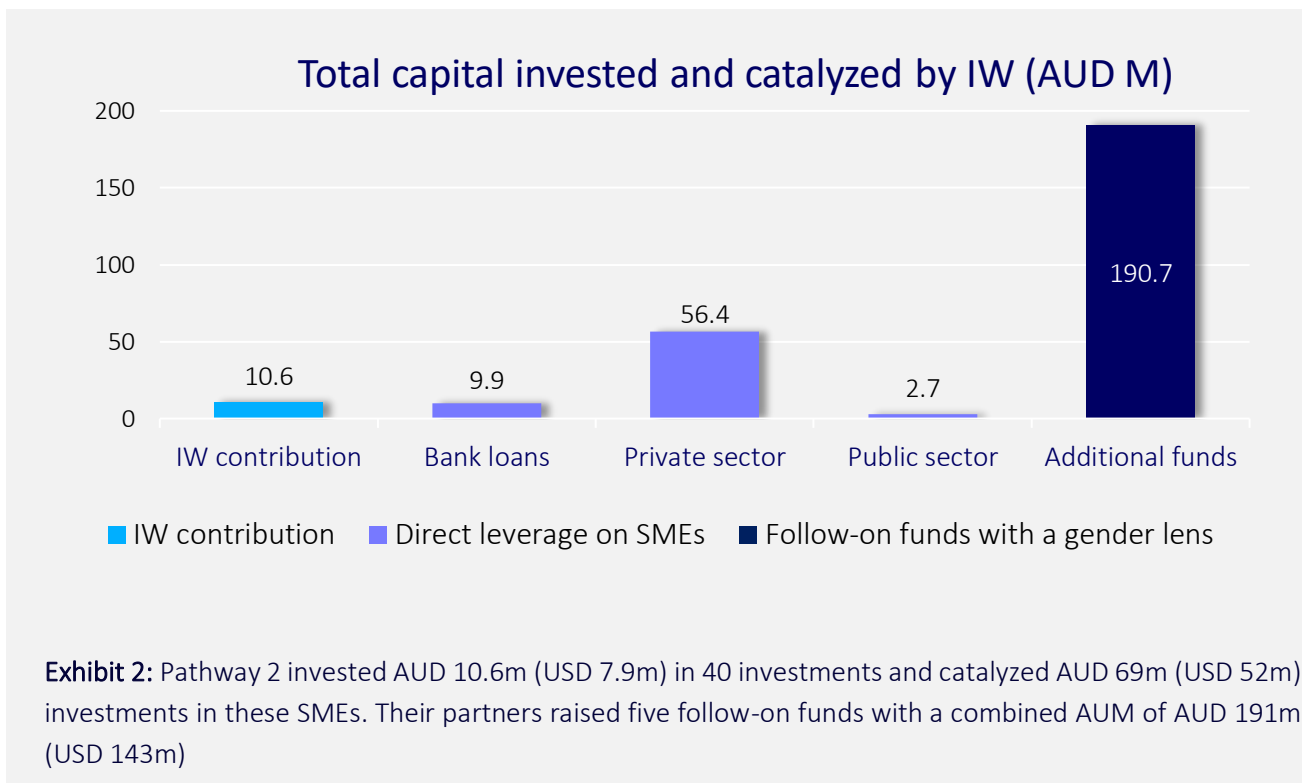 Total capital invested and catalyzed by IW (AUD M)
200
150
100
50
0
10.6
9.9
56.4
2.7
190.7
IW contribution
Bank loans
Private sector
Public sector
Additional funds
IW contribution
Direct leverage on SMEs
Follow-on funds with a gender lens
Exhibit 2: Pathway 2 invested AUD 10.6m (USD 7.9m) in 40 investments and catalyzed AUD 69m (USD 52m)
investments in these SMEs. Their partners raised five follow-on funds with a combined AUM of AUD 191m
(USD 143m)